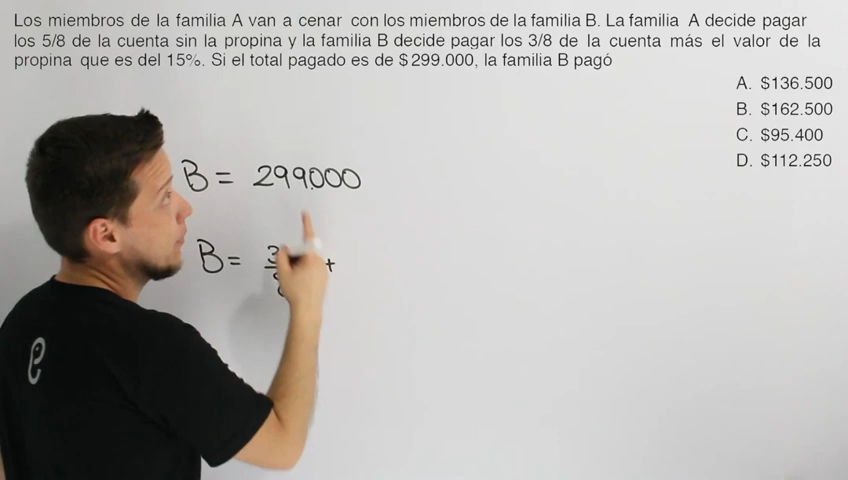 Los miembros de la familia A van a cenar con los miembros de la familia B. La familia A decide pagar
los 5/8 de la cuenta sin la propina y la familia B decide pagar los 3/8 de la cuenta más el valor de la
propina que es del 15%. Si el total pagado es de $299.000, la familia B pagó
A. $136.500
B. $162.500
C. $95.400
D. $112.250
B = 299000
B = 3 +
e